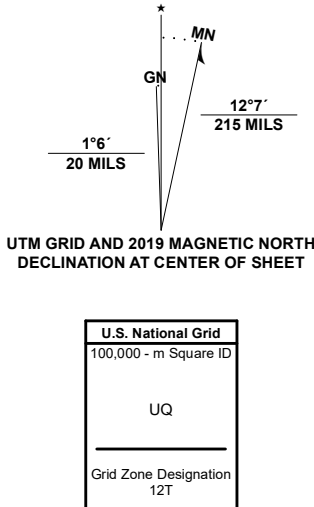 ★
MN
GN
1°6´
20 MILS
12°7´
215 MILS
UTM GRID AND 2019 MAGNETIC NORTH
DECLINATION AT CENTER OF SHEET
U.S. National Grid
100,000 - m Square ID
UQ
Grid Zone Designation
12T